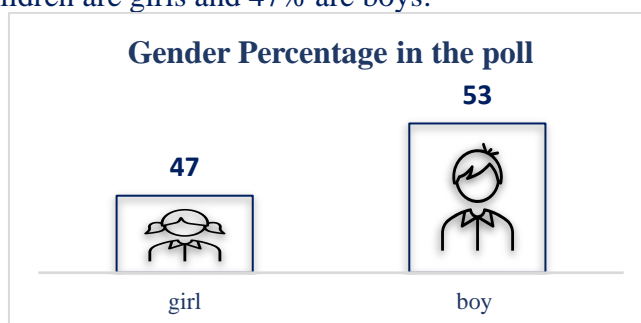 are girls and 47% are boys.
Gender Percentage in the poll
53
47
girl
boy